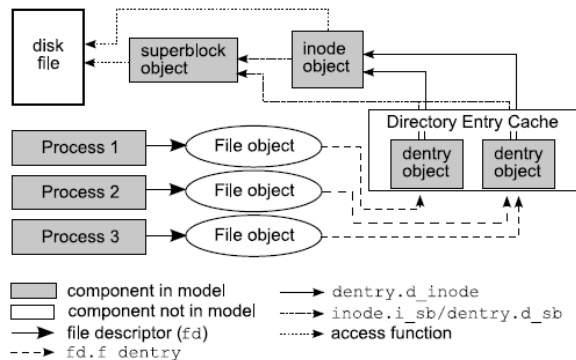 disk
file
superblock
object
inode
object
Directory Entry Cache
dentry
object
dentry
object
Process 1
File object
Process 2
File object
Process 3
File object
component in model
component not in model
file descriptor (fd)
fd.f_dentry
dentry.d_inode
inode.i_sb/dentry.d_sb
access function